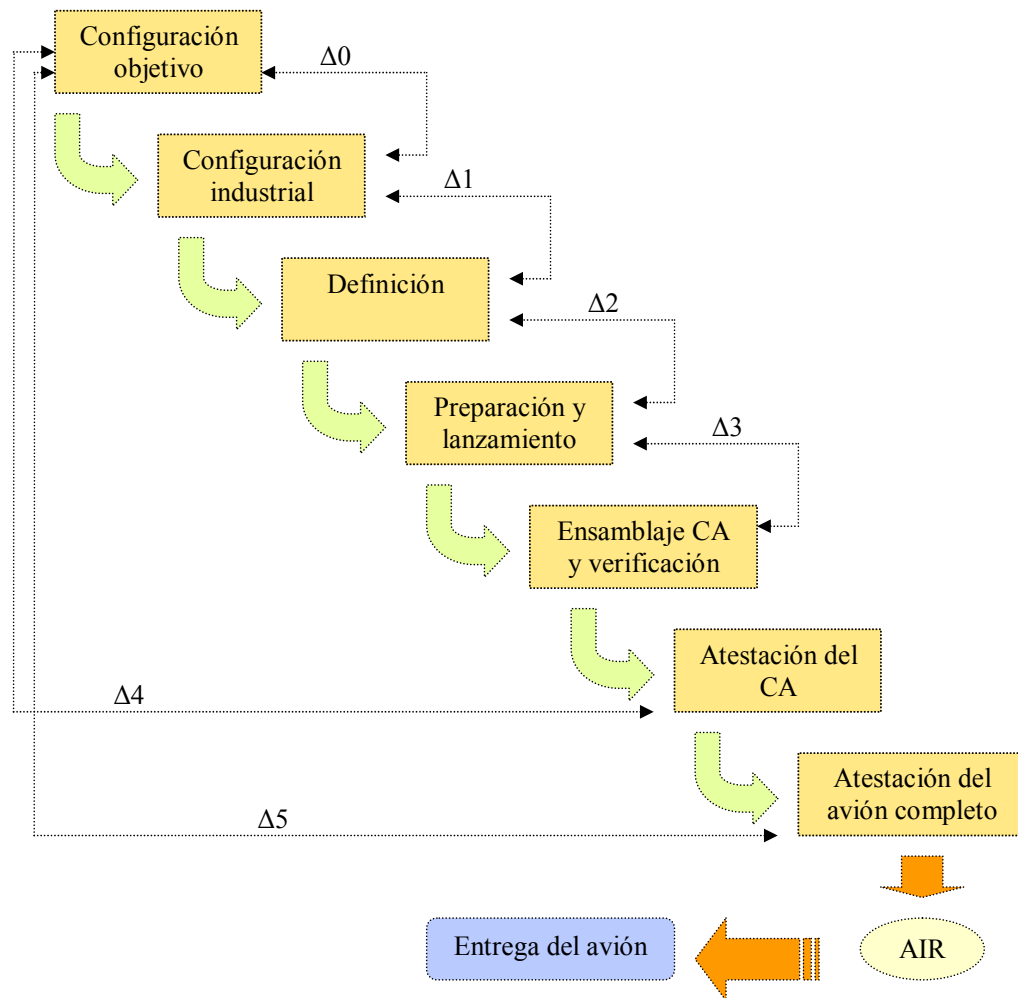 Configuración
objetivo
Δ0
Configuración
industrial
Δ1
Definición
Δ2
Preparación y
lanzamiento
Δ3
Ensamblaje CA
y verificación
Atestación del
CA
Δ4
Atestación del
avión completo
Δ5
Entrega del avión
AIR